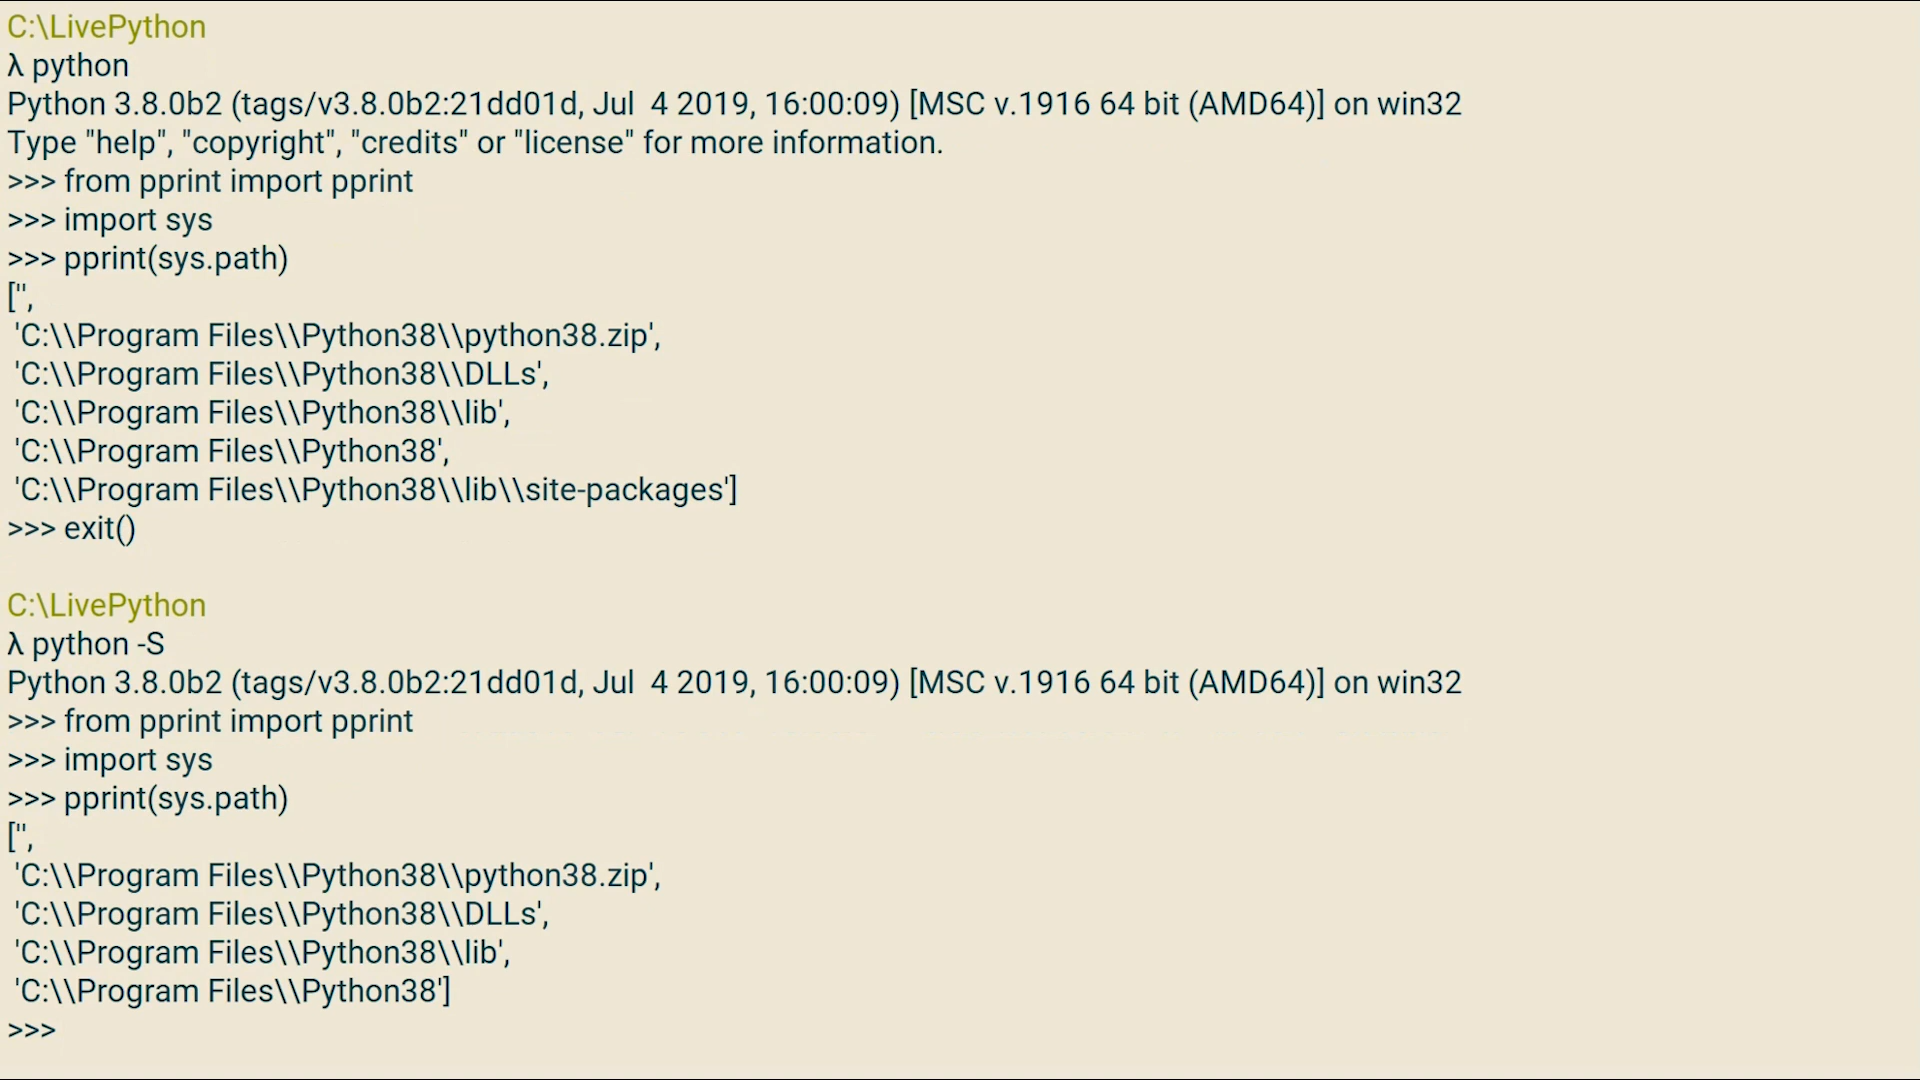 C:\LivePython
λ python
Python 3.8.0b2 (tags/v3.8.0b2:21dd01d, Jul  4 2019, 16:00:09) [MSC v.1916 64 bit (AMD64)] on win32
Type "help", "copyright", "credits" or "license" for more information.
>>> from pprint import pprint
>>> import sys
>>> pprint(sys.path)
['',
 'C:\\Program Files\\Python38\\python38.zip',
 'C:\\Program Files\\Python38\\DLLs',
 'C:\\Program Files\\Python38\\lib',
 'C:\\Program Files\\Python38',
 'C:\\Program Files\\Python38\\lib\\site-packages']
>>> exit()

C:\LivePython
λ python -S
Python 3.8.0b2 (tags/v3.8.0b2:21dd01d, Jul  4 2019, 16:00:09) [MSC v.1916 64 bit (AMD64)] on win32
>>> from pprint import pprint
>>> import sys
>>> pprint(sys.path)
['',
 'C:\\Program Files\\Python38\\python38.zip',
 'C:\\Program Files\\Python38\\DLLs',
 'C:\\Program Files\\Python38\\lib',
 'C:\\Program Files\\Python38']
>>>